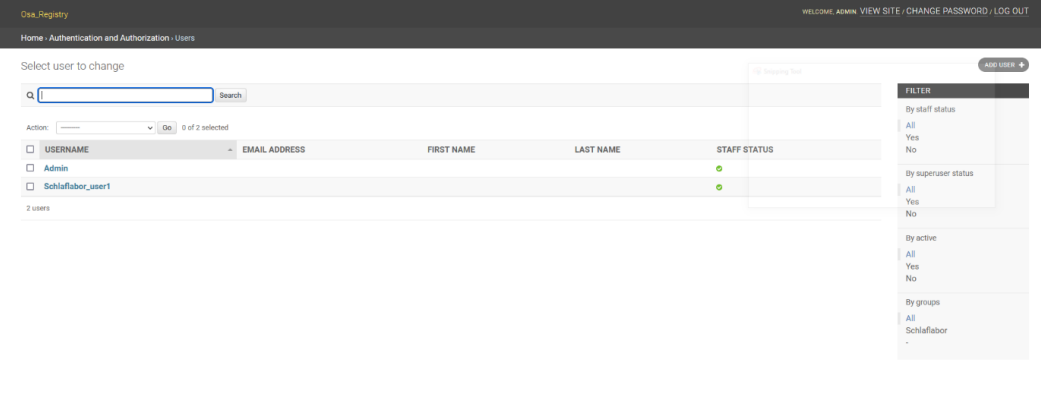 Osa_Registry
WELCOME, ADMIN. VIEW SITE / CHANGE PASSWORD / LOG OUT
Home › Authentication and Authorization › Users
Select user to change
ADD USER +
Search
Action: --------- Go 0 of 2 selected
USERNAME EMAIL ADDRESS FIRST NAME LAST NAME STAFF STATUS
Admin
Schlaflabor_user1
2 users
FILTER
By staff status
All
Yes
No
By superuser status
All
Yes
No
By active
All
Yes
No
By groups
All
Schlaflabor
-